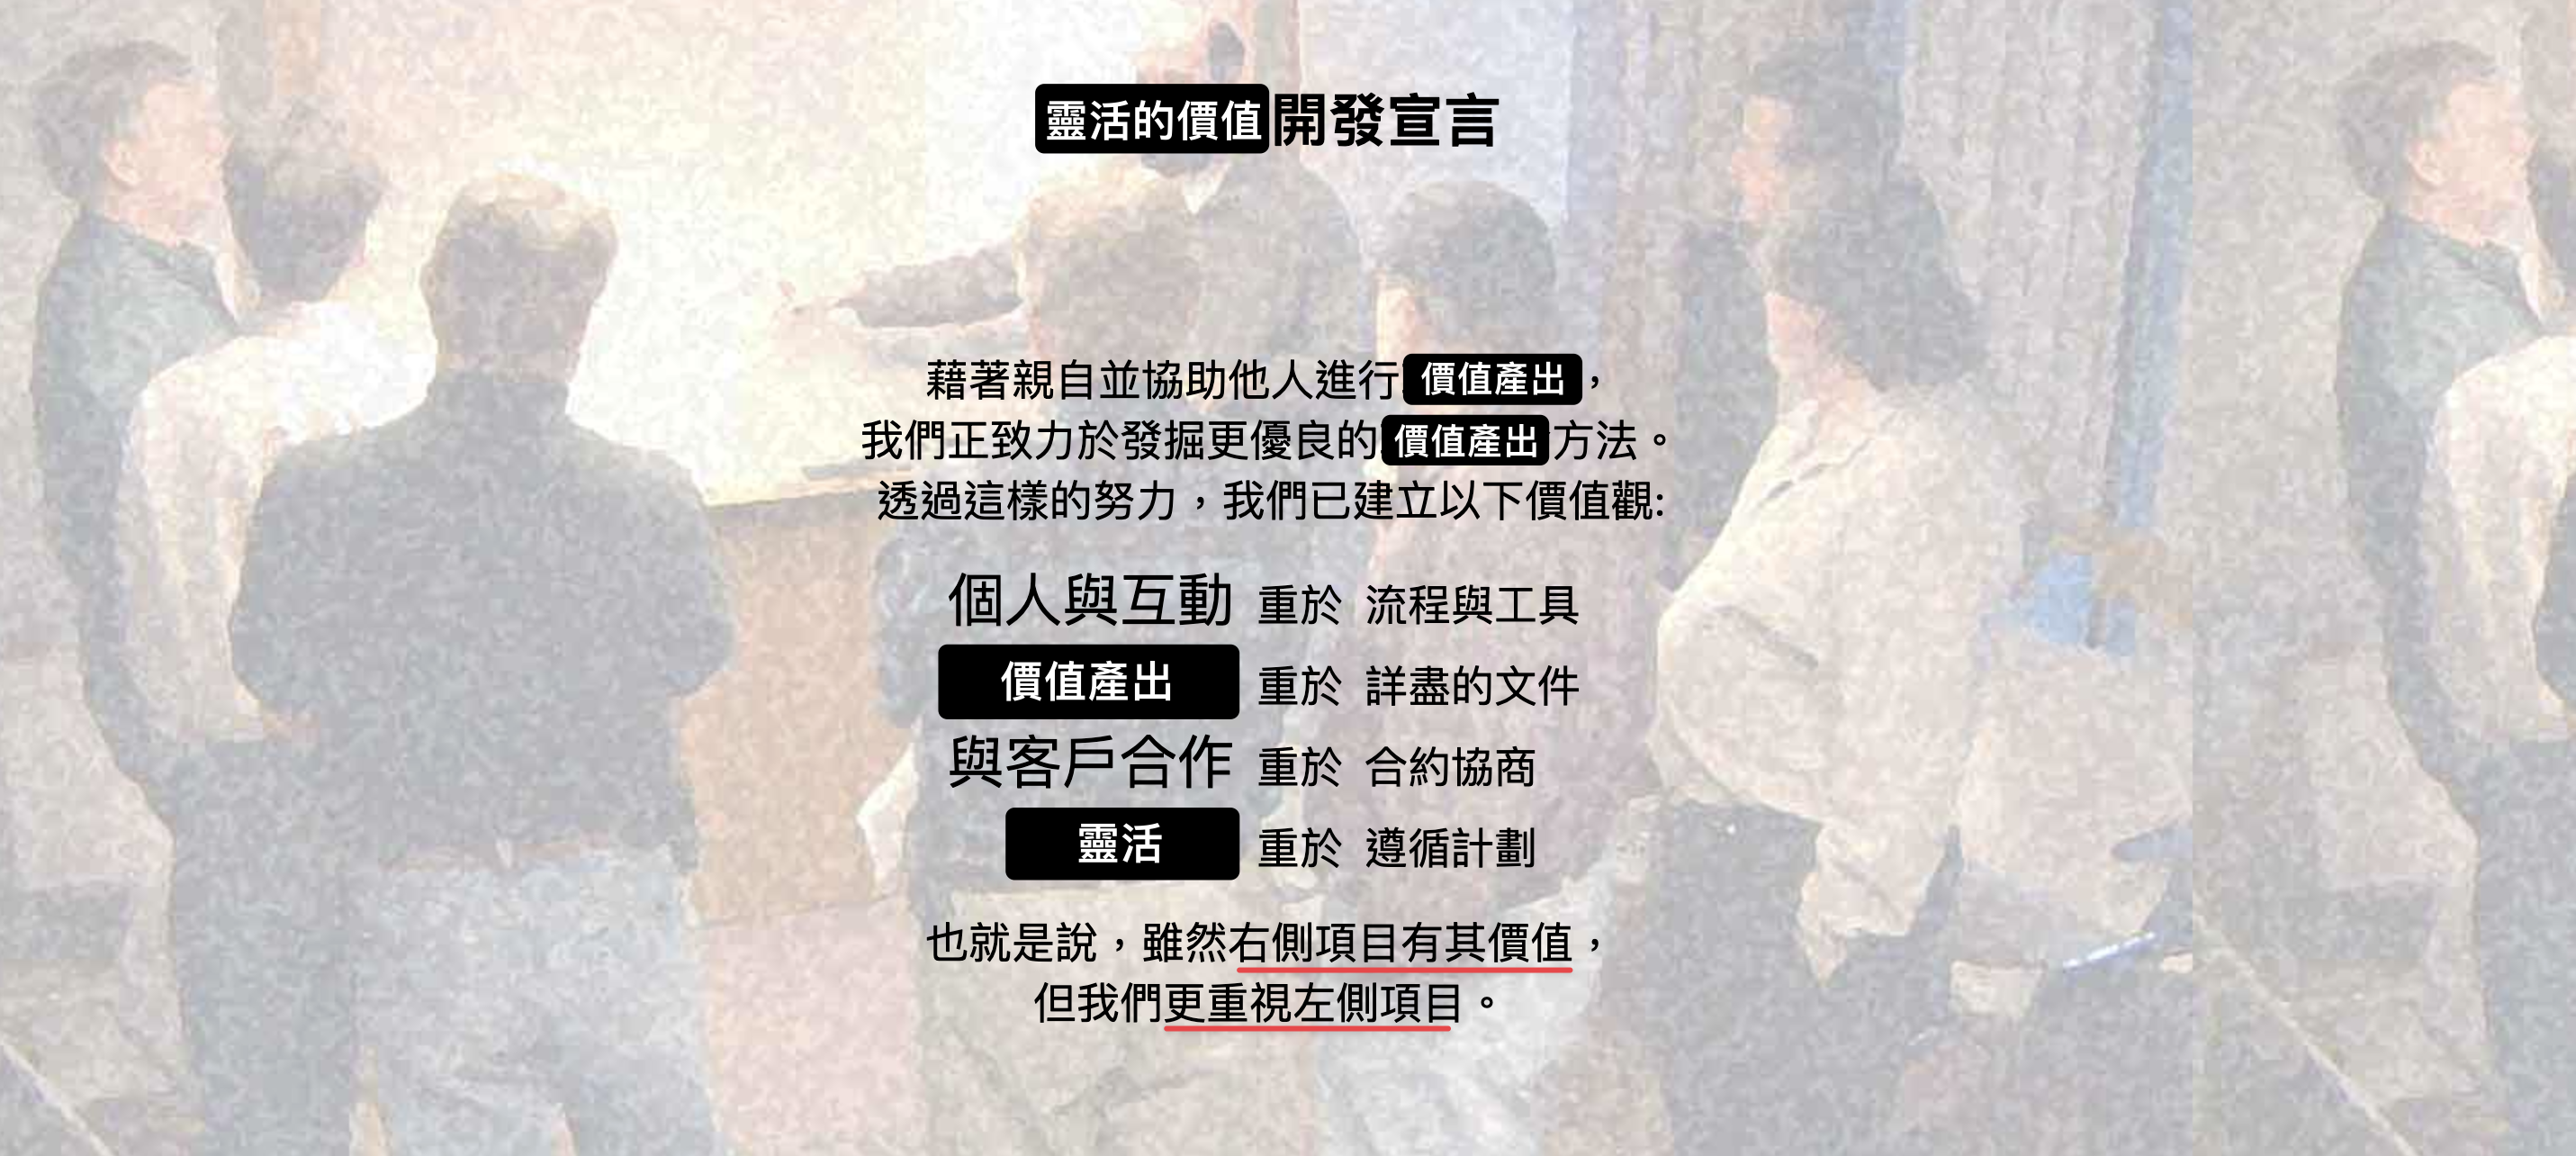 靈活的價值開發宣言
藉著親自並協助他人進行價值產出，
我們正致力於發掘更優良的價值產出方法。
透過這樣的努力，我們已建立以下價值觀:
個人與互動 重於 流程與工具
價值產出 重於 詳盡的文件
與客戶合作 重於 合約協商
靈活 重於 遵循計劃
也就是說，雖然右側項目有其價值，
但我們更重視左側項目。